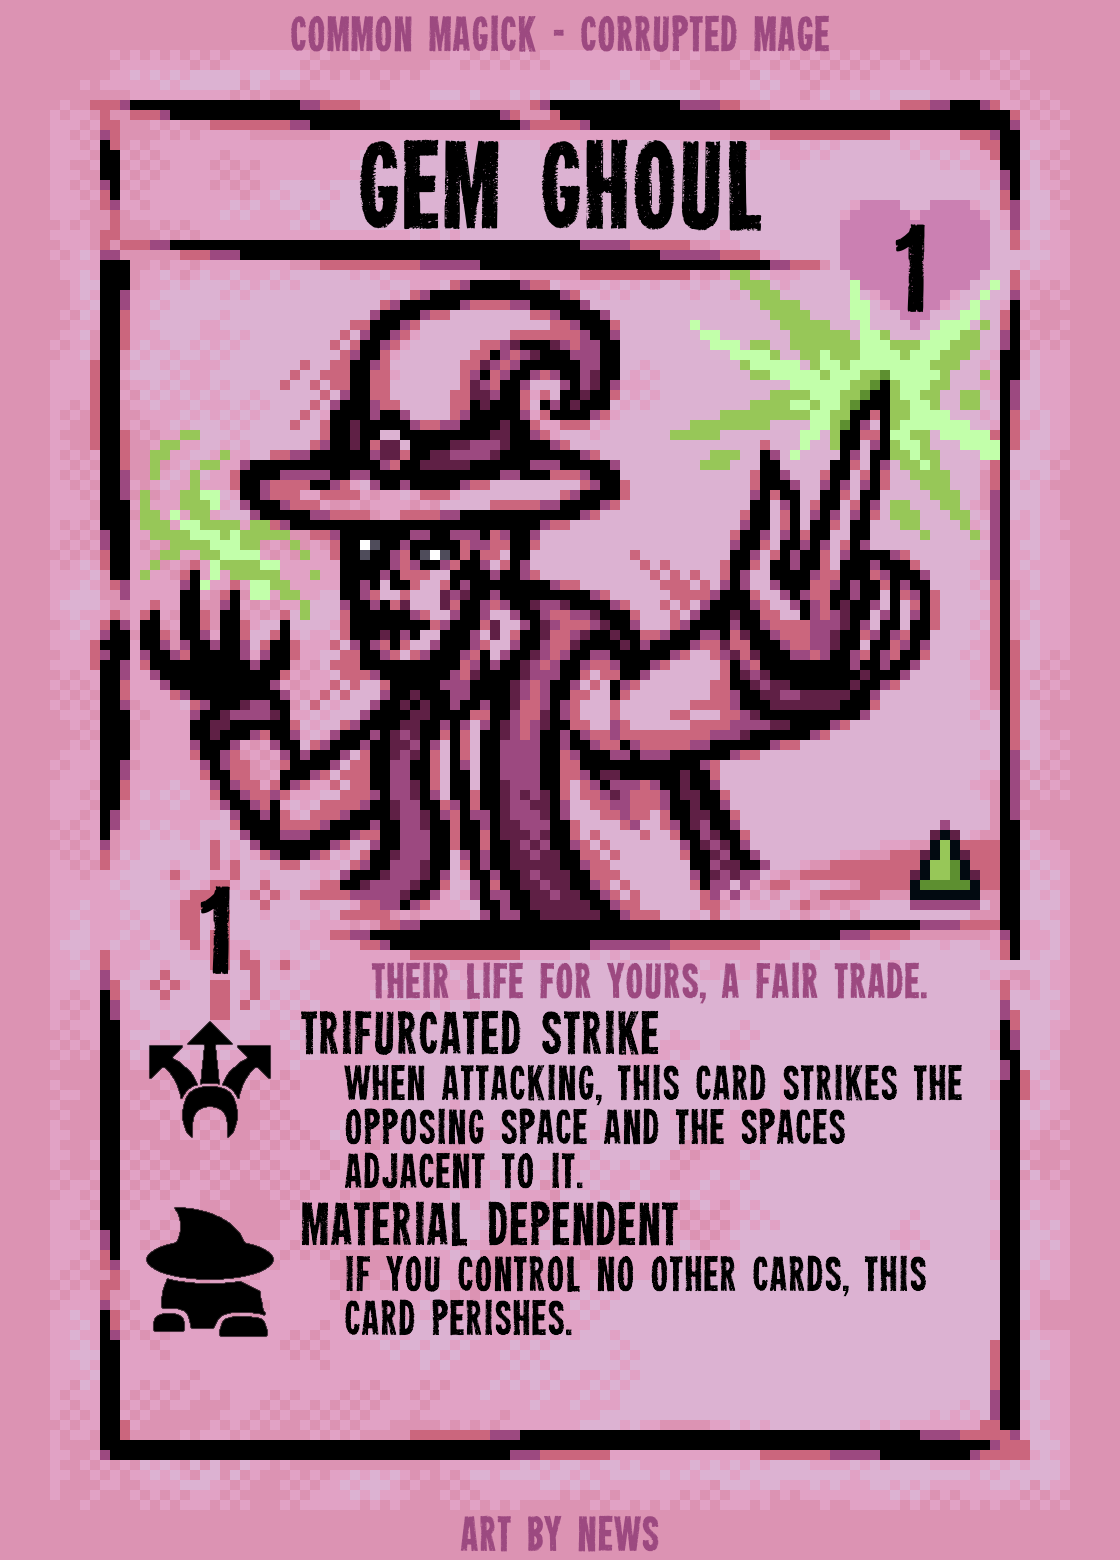 COMMON MAGICK - CORRUPTED MAGE
GEM GHOUL
1
1
THEIR LIFE FOR YOURS, A FAIR TRADE.
TRIFURCATED STRIKE
WHEN ATTACKING, THIS CARD STRIKES THE
OPPOSING SPACE AND THE SPACES
ADJACENT TO IT.
MATERIAL DEPENDENT
IF YOU CONTROL NO OTHER CARDS, THIS
CARD PERISHES.
ART BY NEWS